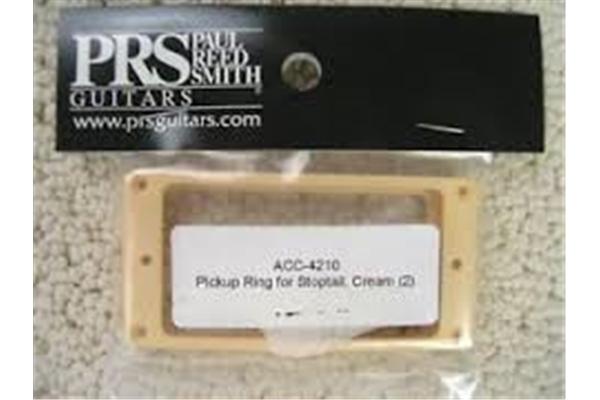 PRS PAUL
REED
SMITH
GUITARS
www.prsguitars.com
ACC-4210
Pickup Ring for Stoptail, Cream (2)